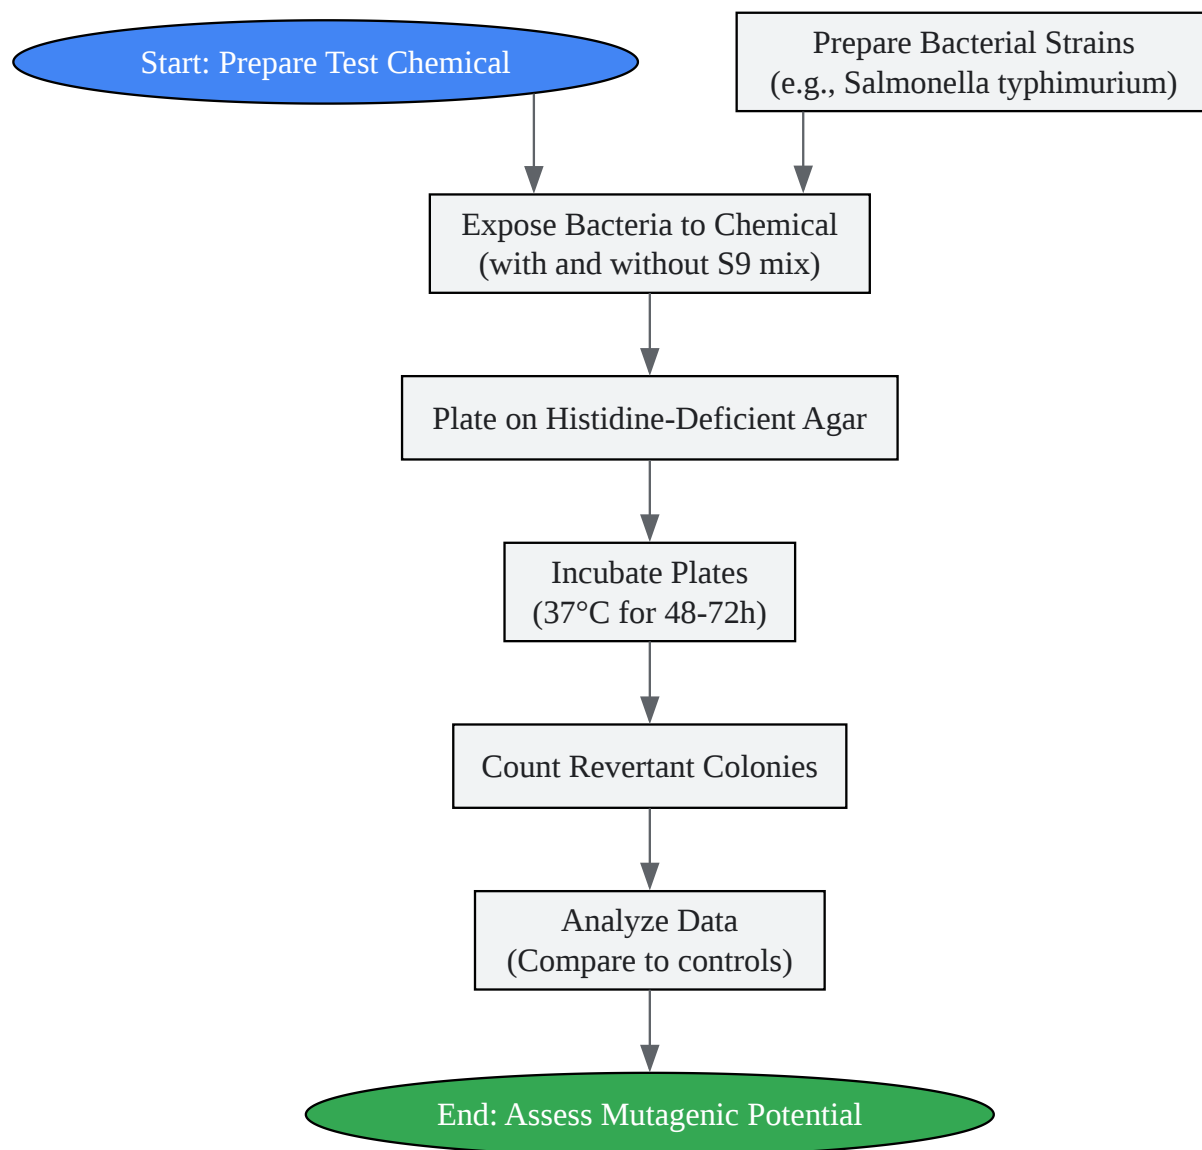 Start: Prepare Test Chemical
Prepare Bacterial Strains
(e.g., Salmonella typhimurium)
Expose Bacteria to Chemical
(with and without S9 mix)
Plate on Histidine-Deficient Agar
Incubate Plates
(37°C for 48-72h)
Count Revertant Colonies
Analyze Data
(Compare to controls)
End: Assess Mutagenic Potential